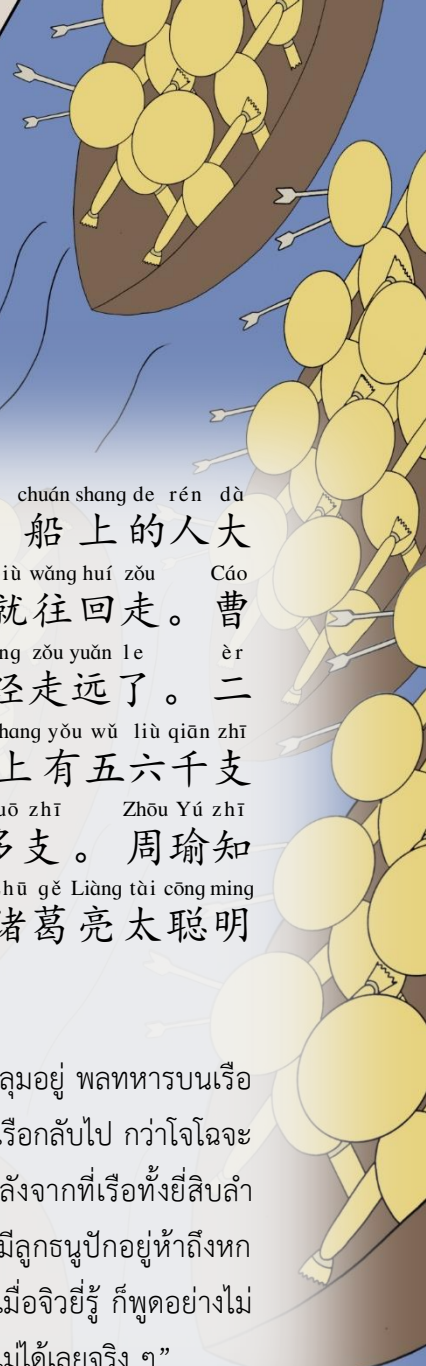 chuán shang de rén dà
船上的人大
iù wǎng huí zǒu Cáo
就往回走。曹
ng zǒu yuǎn le èr
径走远了。二
hang yǒu wǔ liù qiān zhī
上有五六千支
uō zhī Zhōu Yú zhī
多支。周瑜知
hū gě Liàng tài cōng ming
诸葛亮太聪明
ลุมอยู่ พลทหารบนเรือ
เรือกลับไป กว่าโจโฉจะ
ลังจากที่เรือทั้งยี่สิบลำ
มีลูกธนูปักอยู่ห้าถึงหก
เมื่อจิวยี่รู้ ก็พูดอย่างไม่
ไม่ได้เลยจริง ๆ”